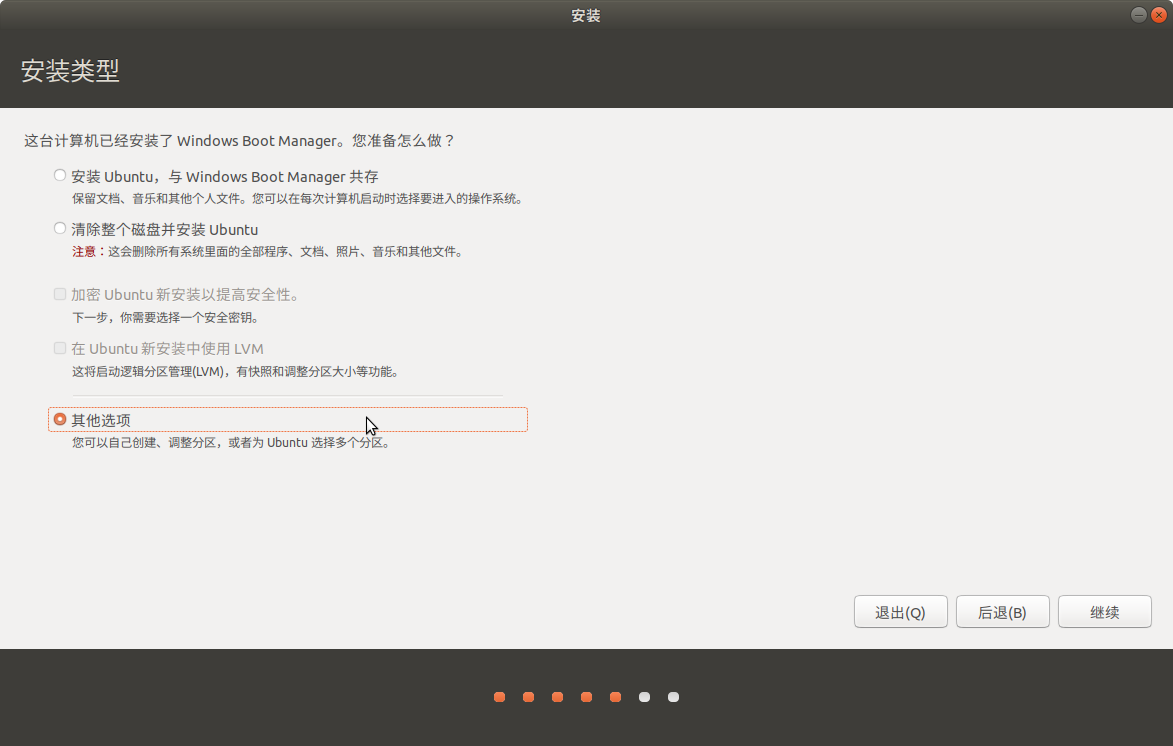 安装
安装类型
这台计算机已经安装了 Windows Boot Manager。您准备怎么做？
安装 Ubuntu，与 Windows Boot Manager 共存
保留文档、音乐和其他个人文件。您可以在每次计算机启动时选择要进入的操作系统。
清除整个磁盘并安装 Ubuntu
注意：这会删除所有系统里面的全部程序、文档、照片、音乐和其他文件。
加密 Ubuntu 新安装以提高安全性。
下一步，你需要选择一个安全密钥。
在 Ubuntu 新安装中使用 LVM
这将启动逻辑分区管理(LVM)，有快照和调整分区大小等功能。
其他选项
您可以自己创建、调整分区，或者为 Ubuntu 选择多个分区。
退出(Q) 后退(B) 继续